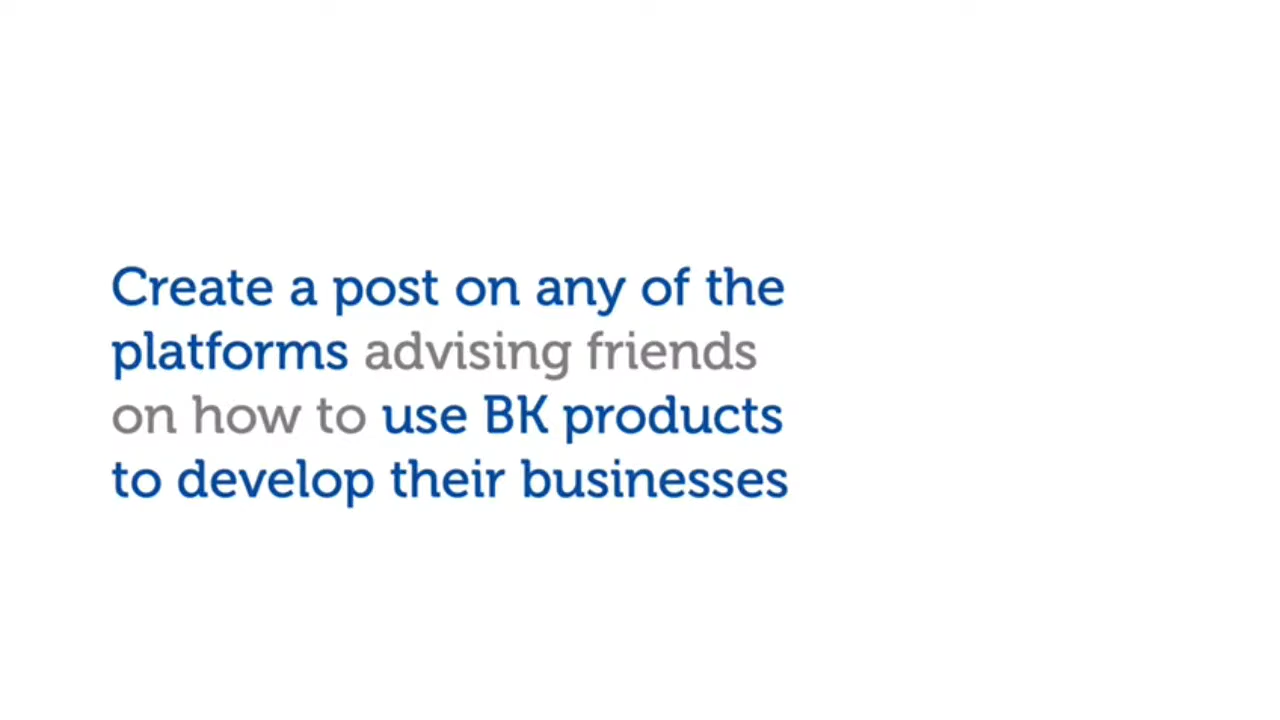 Create a post on any of the
platforms advising friends
on how to use BK products
to develop their businesses